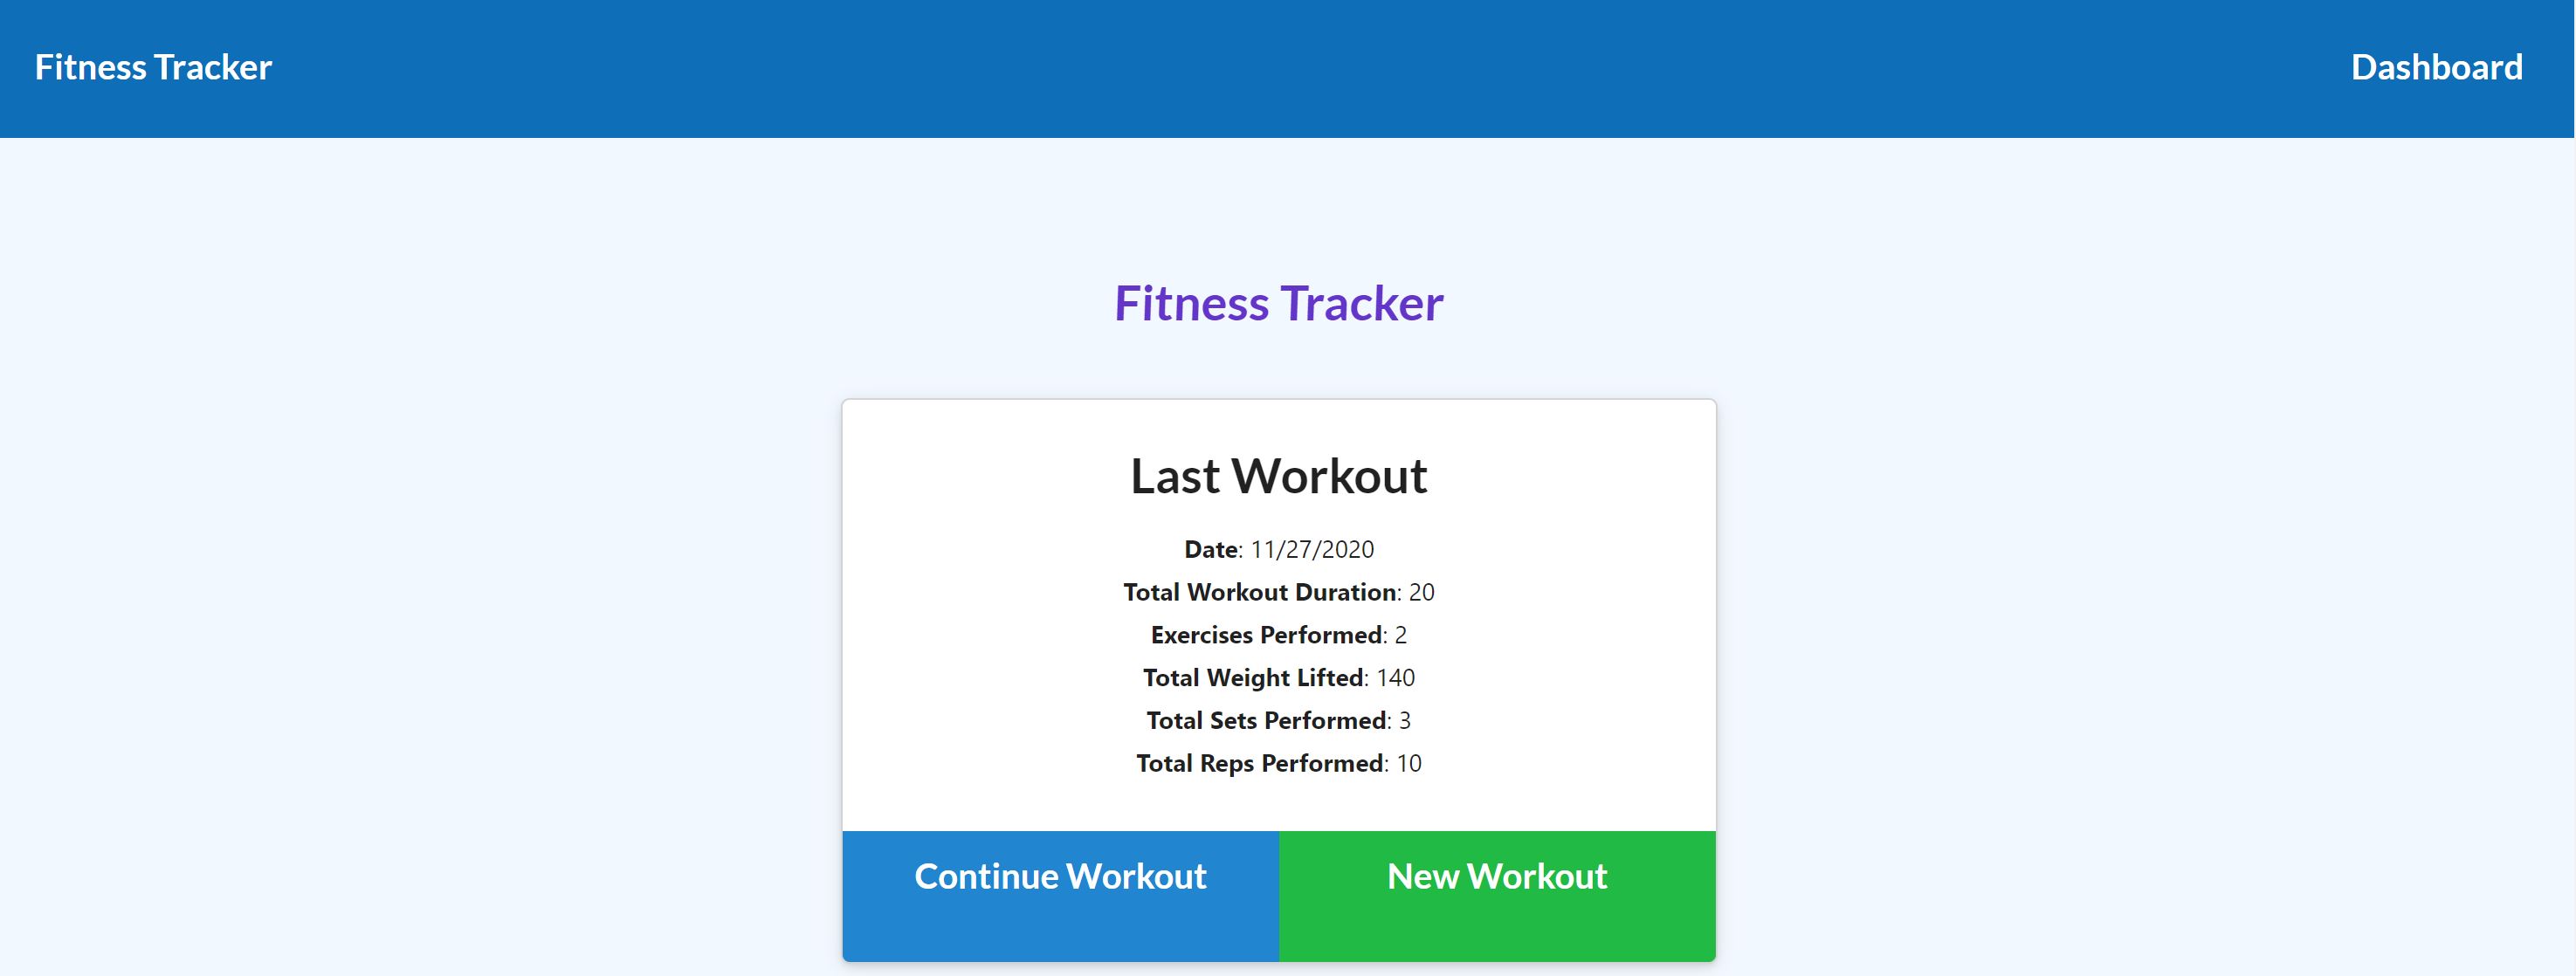 Fitness Tracker
Dashboard
Fitness Tracker
Last Workout
Date: 11/27/2020
Total Workout Duration: 20
Exercises Performed: 2
Total Weight Lifted: 140
Total Sets Performed: 3
Total Reps Performed: 10
Continue Workout
New Workout